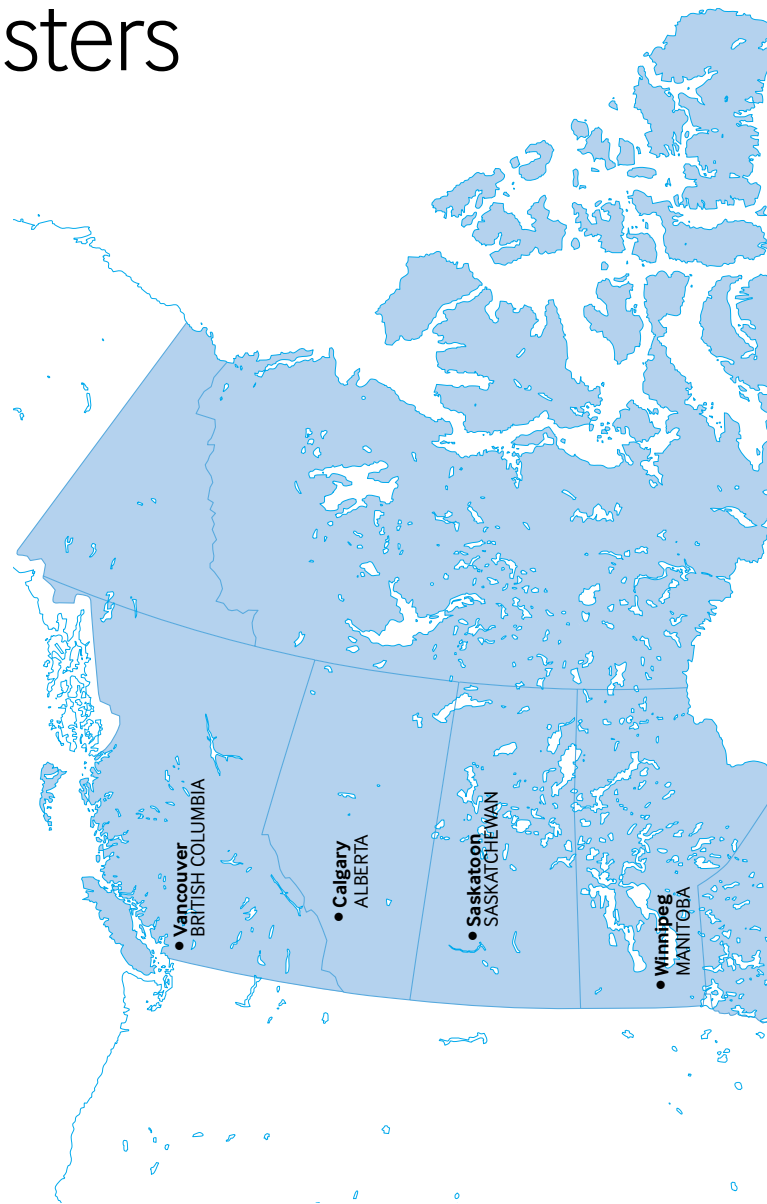 sters
Vancouver
BRITISH COLUMBIA
Calgary
ALBERTA
Saskatoon
SASKATCHEWAN
Winnipeg
MANITOBA